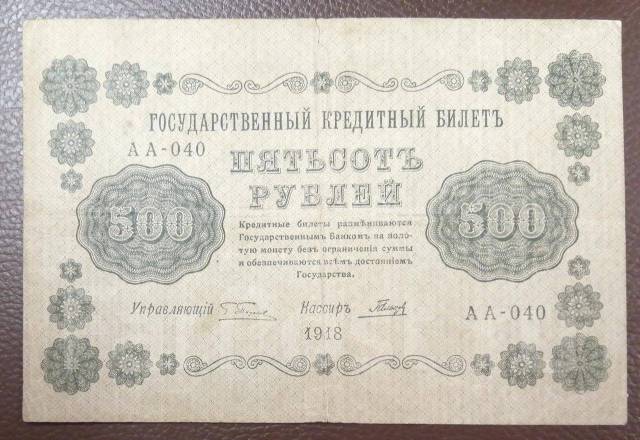 ГОСУДАРСТВЕННЫЙ КРЕДИТНЫЙ БИЛЕТЪ
АА-040
ПЯТЬСОТЪ
РУБЛЕЙ
500
500
Кредитные билеты размѣниваются
Государственнымъ Банкомъ на золо-
тую монету безъ ограниченія суммы
и обезпечиваются всѣмъ достояніемъ
Государства.
Управляющій
Кассиръ
АА-040
1918